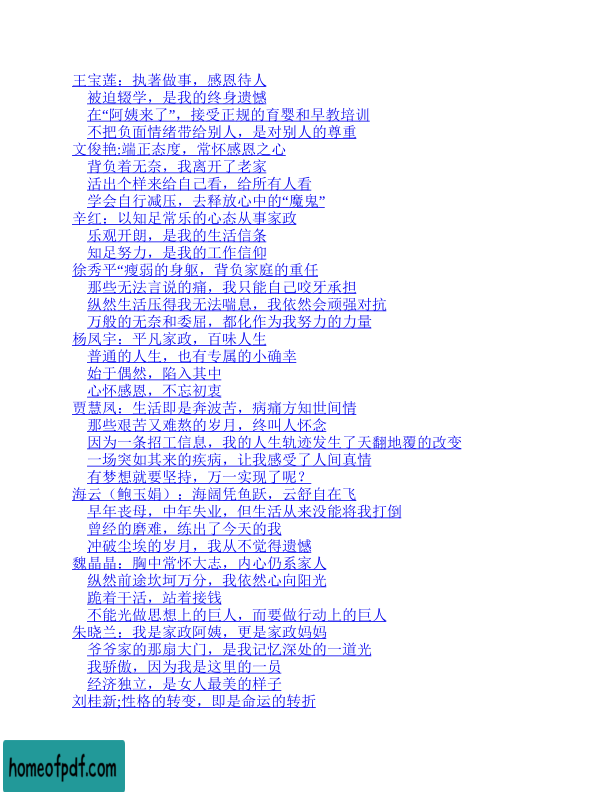 王宝莲：执著做事，感恩待人
被迫辍学，是我的终身遗憾
在“阿姨来了”，接受正规的育婴和早教培训
不把负面情绪带给别人，是对别人的尊重
文俊艳:端正态度，常怀感恩之心
背负着无奈，我离开了老家
活出个样来给自己看，给所有人看
学会自行减压，去释放心中的“魔鬼”
辛红：以知足常乐的心态从事家政
乐观开朗，是我的生活信条
知足努力，是我的工作信仰
徐秀平“瘦弱的身躯，背负家庭的重任
那些无法言说的痛，我只能自己咬牙承担
纵然生活压得我无法喘息，我依然会顽强对抗
万般的无奈和委屈，都化作为我努力的力量
杨凤宇：平凡家政，百味人生
普通的人生，也有专属的小确幸
始于偶然，陷入其中
心怀感恩，不忘初衷
贾慧凤：生活即是奔波苦，病痛方知世间情
那些艰苦又难熬的岁月，终叫人怀念
因为一条招工信息，我的人生轨迹发生了天翻地覆的改变
一场突如其来的疾病，让我感受了人间真情
有梦想就要坚持，万一实现了呢？
海云（鲍玉娟）：海阔凭鱼跃，云舒自在飞
早年丧母，中年失业，但生活从来没能将我打倒
曾经的磨难，练出了今天的我
冲破尘埃的岁月，我从不觉得遗憾
魏晶晶：胸中常怀大志，内心仍系家人
纵然前途坎坷万分，我依然心向阳光
跪着干活，站着接钱
不能光做思想上的巨人，而要做行动上的巨人
朱晓兰：我是家政阿姨，更是家政妈妈
爷爷家的那扇大门，是我记忆深处的一道光
我骄傲，因为我是这里的一员
经济独立，是女人最美的样子
刘桂新;性格的转变，即是命运的转折
homeofpdf.com